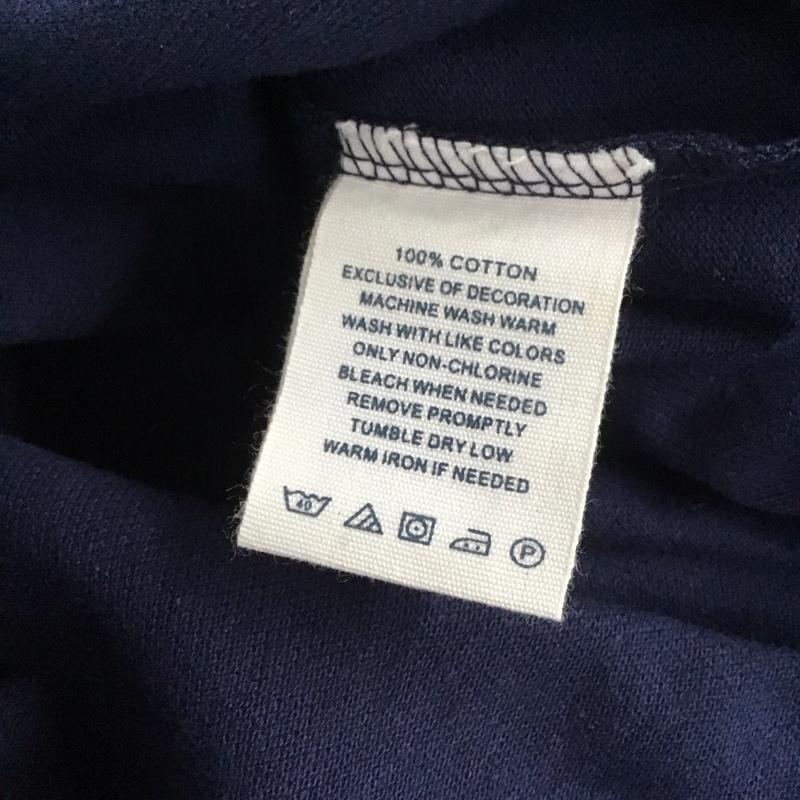 100% COTTON
EXCLUSIVE OF DECORATION
MACHINE WASH WARM
WASH WITH LIKE COLORS
ONLY NON-CHLORINE
BLEACH WHEN NEEDED
REMOVE PROMPTLY
TUMBLE DRY LOW
WARM IRON IF NEEDED
40 P